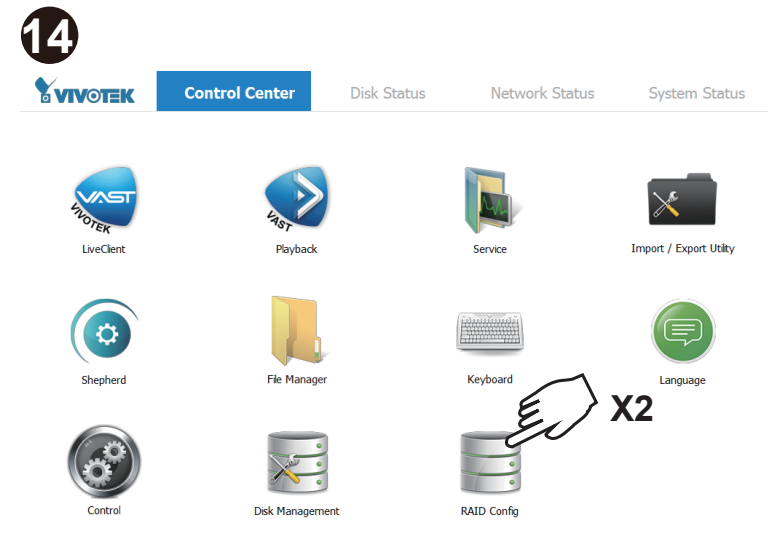 14
VIVOTEK Control Center Disk Status Network Status System Status
VAST
VIVOTEK
VAST
LiveClient Playback Service Import / Export Utility
Shepherd File Manager Keyboard Language
X2
Control Disk Management RAID Config